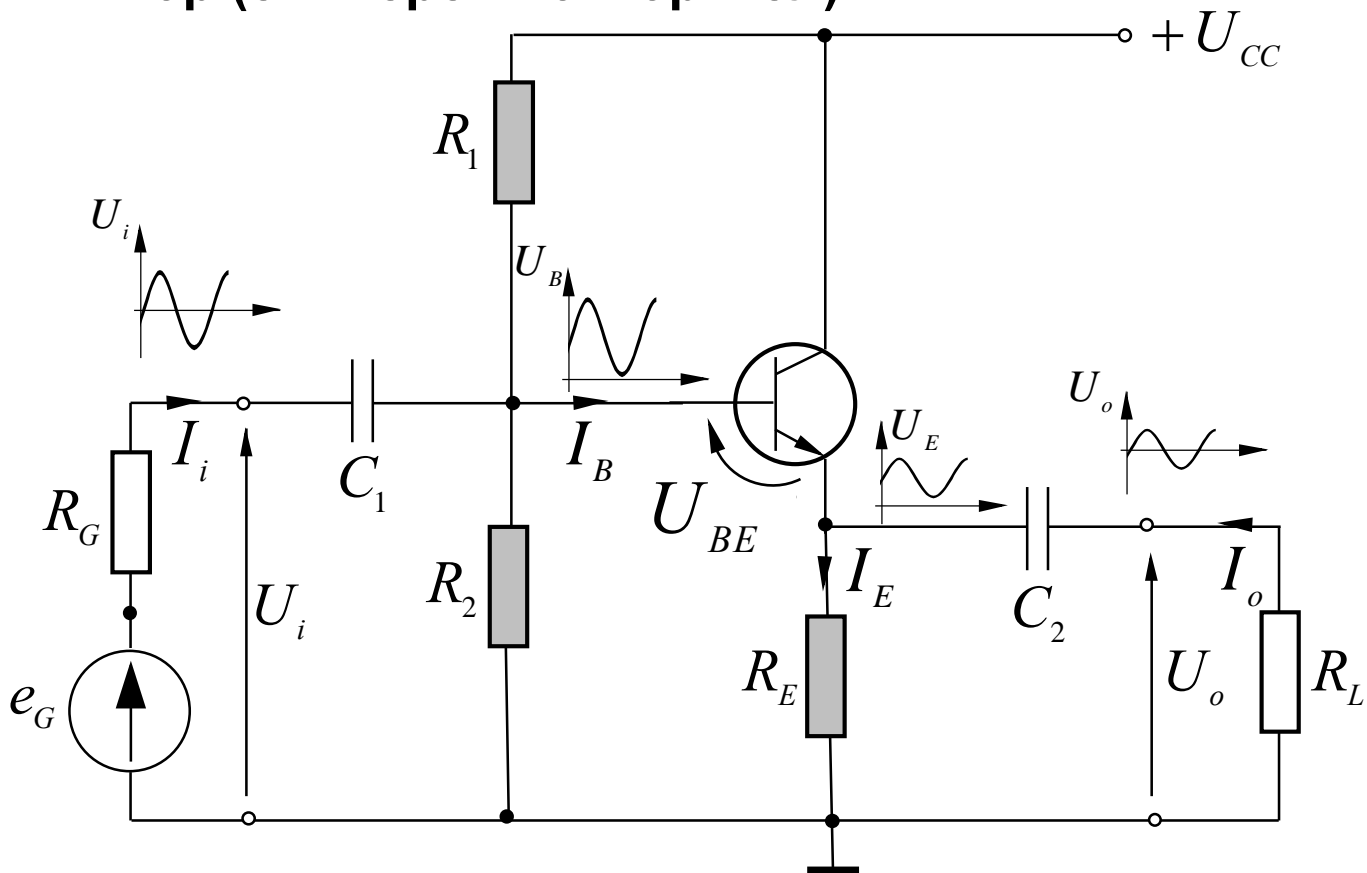 + U_CC
R_1
U_i
U_B
U_o
I_i
C_1
I_B
U_E
U_BE
R_G
R_2
U_i
I_E
C_2
I_o
e_G
R_E
U_o
R_L